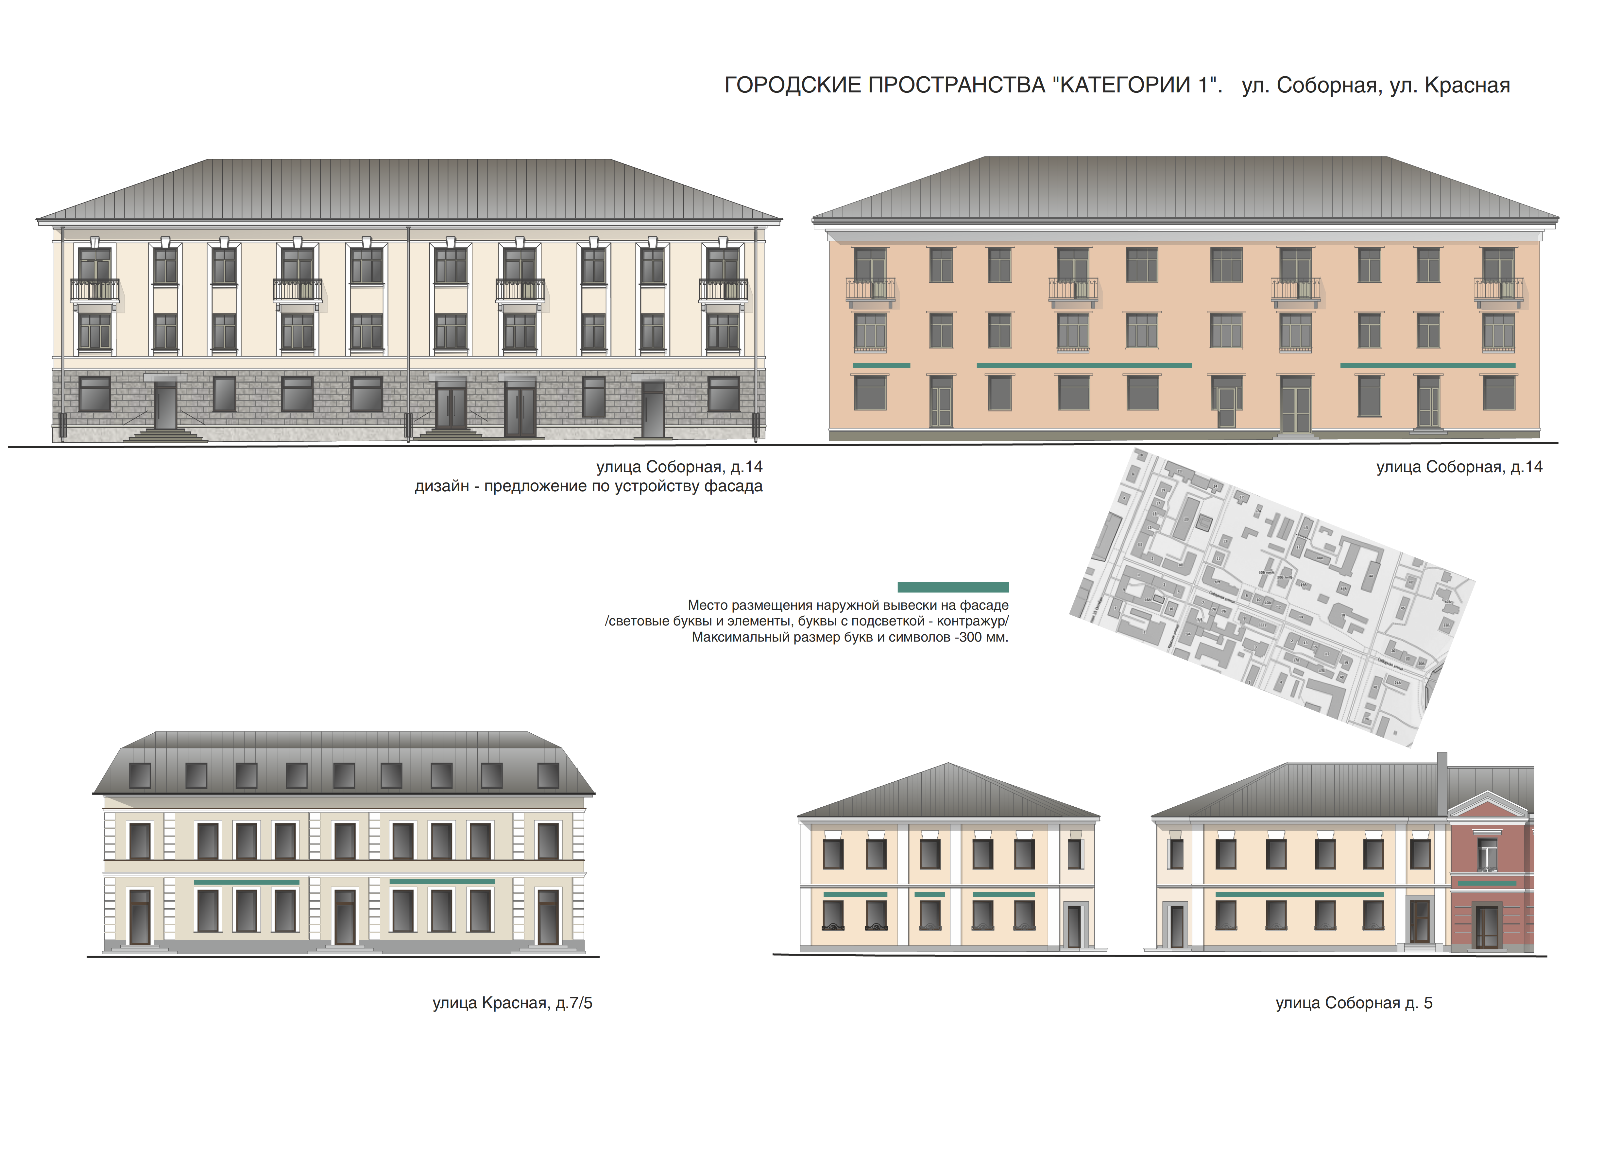 ГОРОДСКИЕ ПРОСТРАНСТВА "КАТЕГОРИИ 1". ул. Соборная, ул. Красная
улица Соборная, д.14
дизайн - предложение по устройству фасада
улица Соборная, д.14
Место размещения наружной вывески на фасаде
/световые буквы и элементы, буквы с подсветкой - контражур/
Максимальный размер букв и символов -300 мм.
улица Красная, д.7/5
улица Соборная д. 5